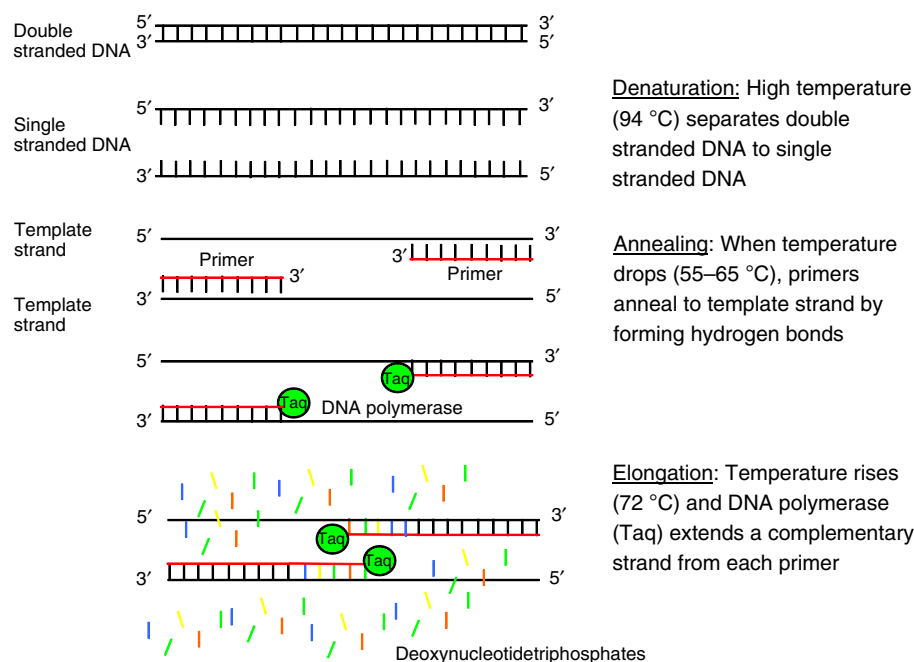 Double
stranded DNA
5′ 3′
3′ 5′
Single
stranded DNA
5′ 3′
3′ 5′
Denaturation: High temperature
(94 °C) separates double
stranded DNA to single
stranded DNA
Template
strand
5′ 3′
3′
Primer
Primer
3′
3′ 5′
Template
strand
Annealing: When temperature
drops (55–65 °C), primers
anneal to template strand by
forming hydrogen bonds
5′ 3′
Taq
Taq
DNA polymerase
3′ 5′
Elongation: Temperature rises
(72 °C) and DNA polymerase
(Taq) extends a complementary
strand from each primer
5′ 3′
Taq
Taq
3′ 5′
Deoxynucleotidetriphosphates